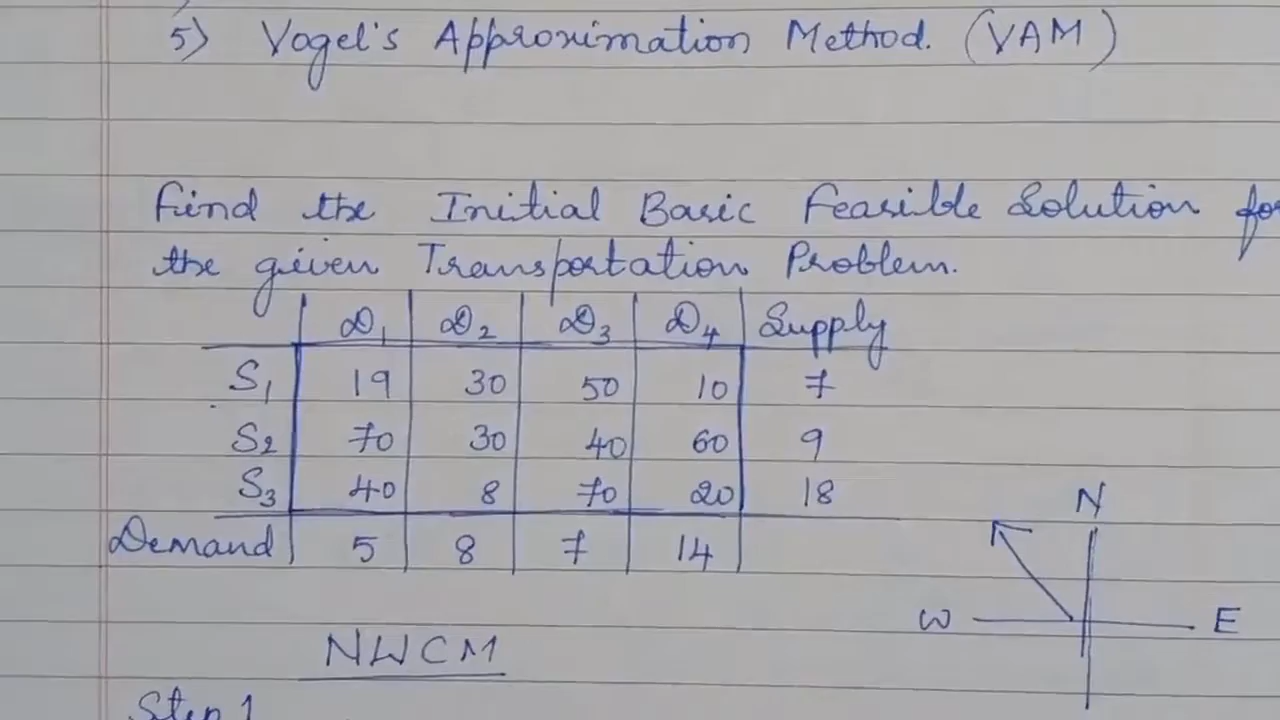 5) Vogel's Approximation Method. (VAM)
Find the Initial Basic Feasible Solution for
the given Transportation Problem.
D1 D2 D3 D4 Supply
S1 19 30 50 10 7
S2 70 30 40 60 9
S3 40 8 70 20 18
Demand 5 8 7 14
N
W E
NWCM
Step 1